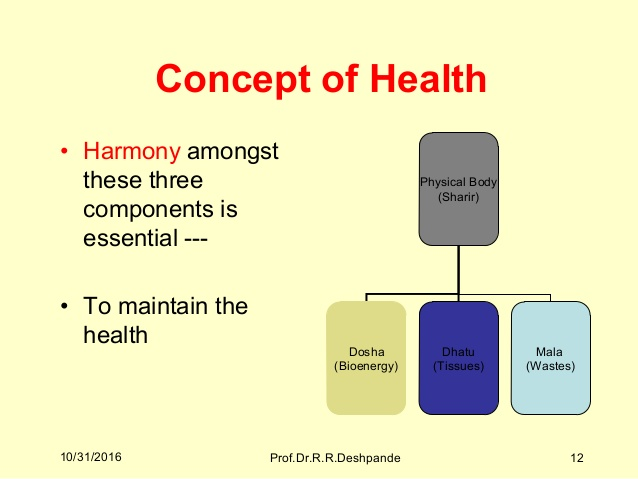 Concept of Health
• Harmony amongst
these three
components is
essential ---
• To maintain the
health
Physical Body
(Sharir)
Dosha
(Bioenergy)
Dhatu
(Tissues)
Mala
(Wastes)
10/31/2016
Prof.Dr.R.R.Deshpande
12